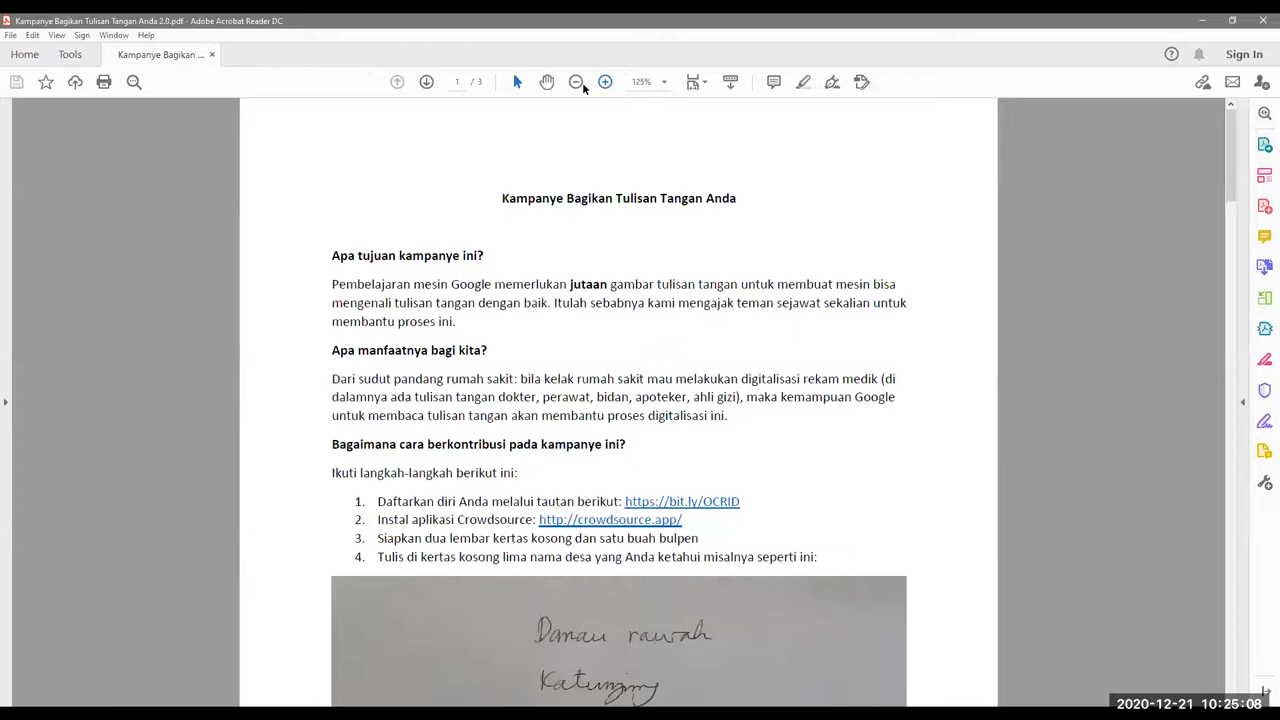 Kampanye Bagikan Tulisan Tangan Anda 2.0.pdf - Adobe Acrobat Reader DC
File Edit View Sign Window Help
Home Tools Kampanye Bagikan ... × Sign In
1 / 3 125%
Kampanye Bagikan Tulisan Tangan Anda
Apa tujuan kampanye ini?
Pembelajaran mesin Google memerlukan jutaan gambar tulisan tangan untuk membuat mesin bisa
mengenali tulisan tangan dengan baik. Itulah sebabnya kami mengajak teman sejawat sekalian untuk
membantu proses ini.
Apa manfaatnya bagi kita?
Dari sudut pandang rumah sakit: bila kelak rumah sakit mau melakukan digitalisasi rekam medik (di
dalamnya ada tulisan tangan dokter, perawat, bidan, apoteker, ahli gizi), maka kemampuan Google
untuk membaca tulisan tangan akan membantu proses digitalisasi ini.
Bagaimana cara berkontribusi pada kampanye ini?
Ikuti langkah-langkah berikut ini:
1. Daftarkan diri Anda melalui tautan berikut: https://bit.ly/OCRID
2. Instal aplikasi Crowdsource: http://crowdsource.app/
3. Siapkan dua lembar kertas kosong dan satu buah bulpen
4. Tulis di kertas kosong lima nama desa yang Anda ketahui misalnya seperti ini:
Danau rawah
2020-12-21 10:25:08